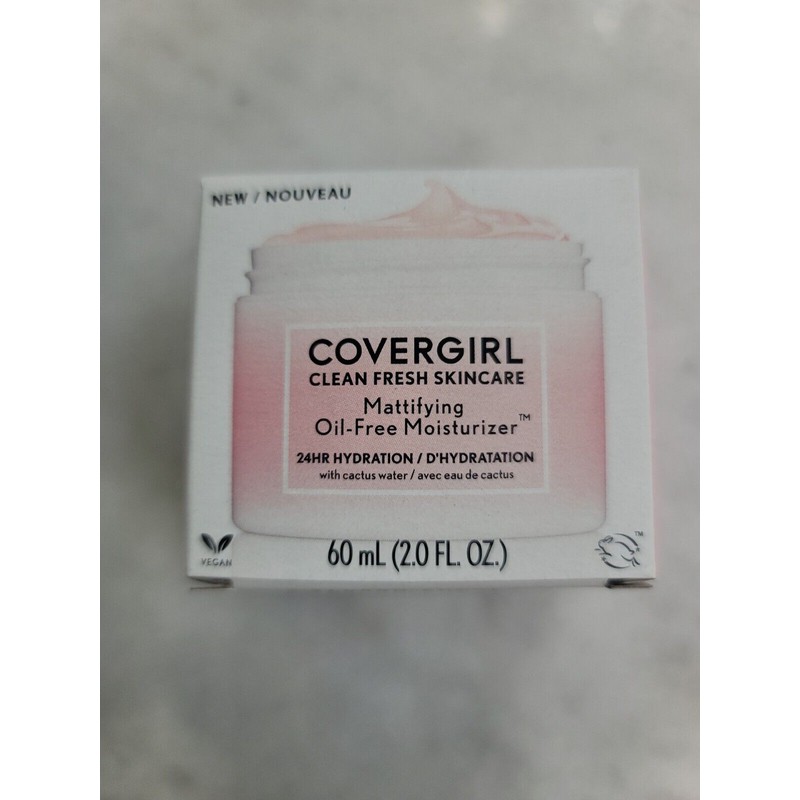 NEW / NOUVEAU
COVERGIRL
CLEAN FRESH SKINCARE
Mattifying
Oil-Free Moisturizer™
24HR HYDRATION / D'HYDRATATION
with cactus water / avec eau de cactus
VEGAN
60 mL (2.0 FL. OZ.)
TM